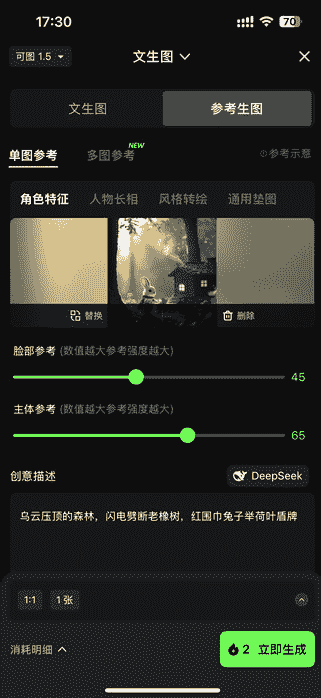 17:30
70
可图 1.5
文生图
文生图
参考生图
单图参考
多图参考
NEW
参考示意
角色特征
人物长相
风格转绘
通用垫图
替换
删除
脸部参考 (数值越大参考强度越大)
45
主体参考 (数值越大参考强度越大)
65
创意描述
DeepSeek
乌云压顶的森林，闪电劈断老橡树，红围巾兔子举荷叶盾牌
1:1
1 张
消耗明细
2 立即生成